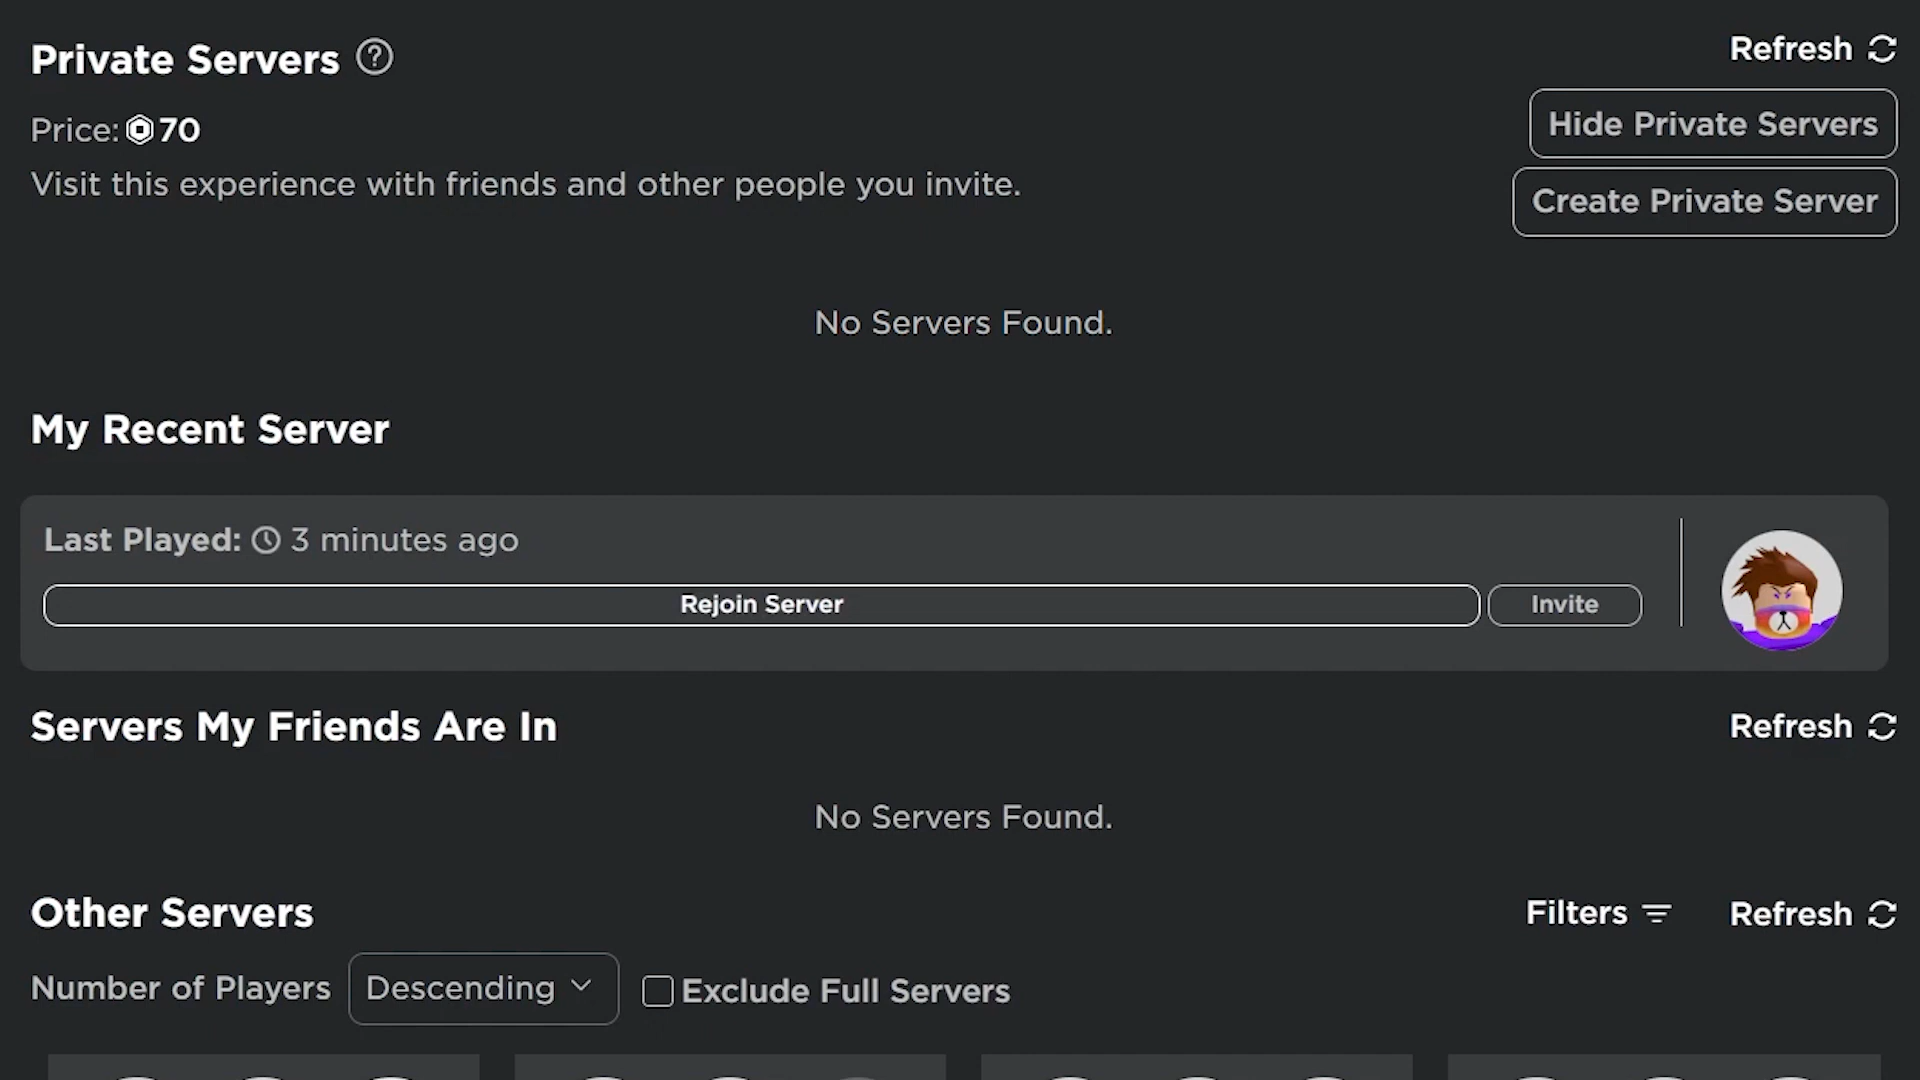 Private Servers
Refresh
Price: 70
Hide Private Servers
Visit this experience with friends and other people you invite.
Create Private Server
No Servers Found.
My Recent Server
Last Played: 3 minutes ago
Rejoin Server
Invite
Servers My Friends Are In
Refresh
No Servers Found.
Other Servers
Filters
Refresh
Number of Players
Descending
Exclude Full Servers